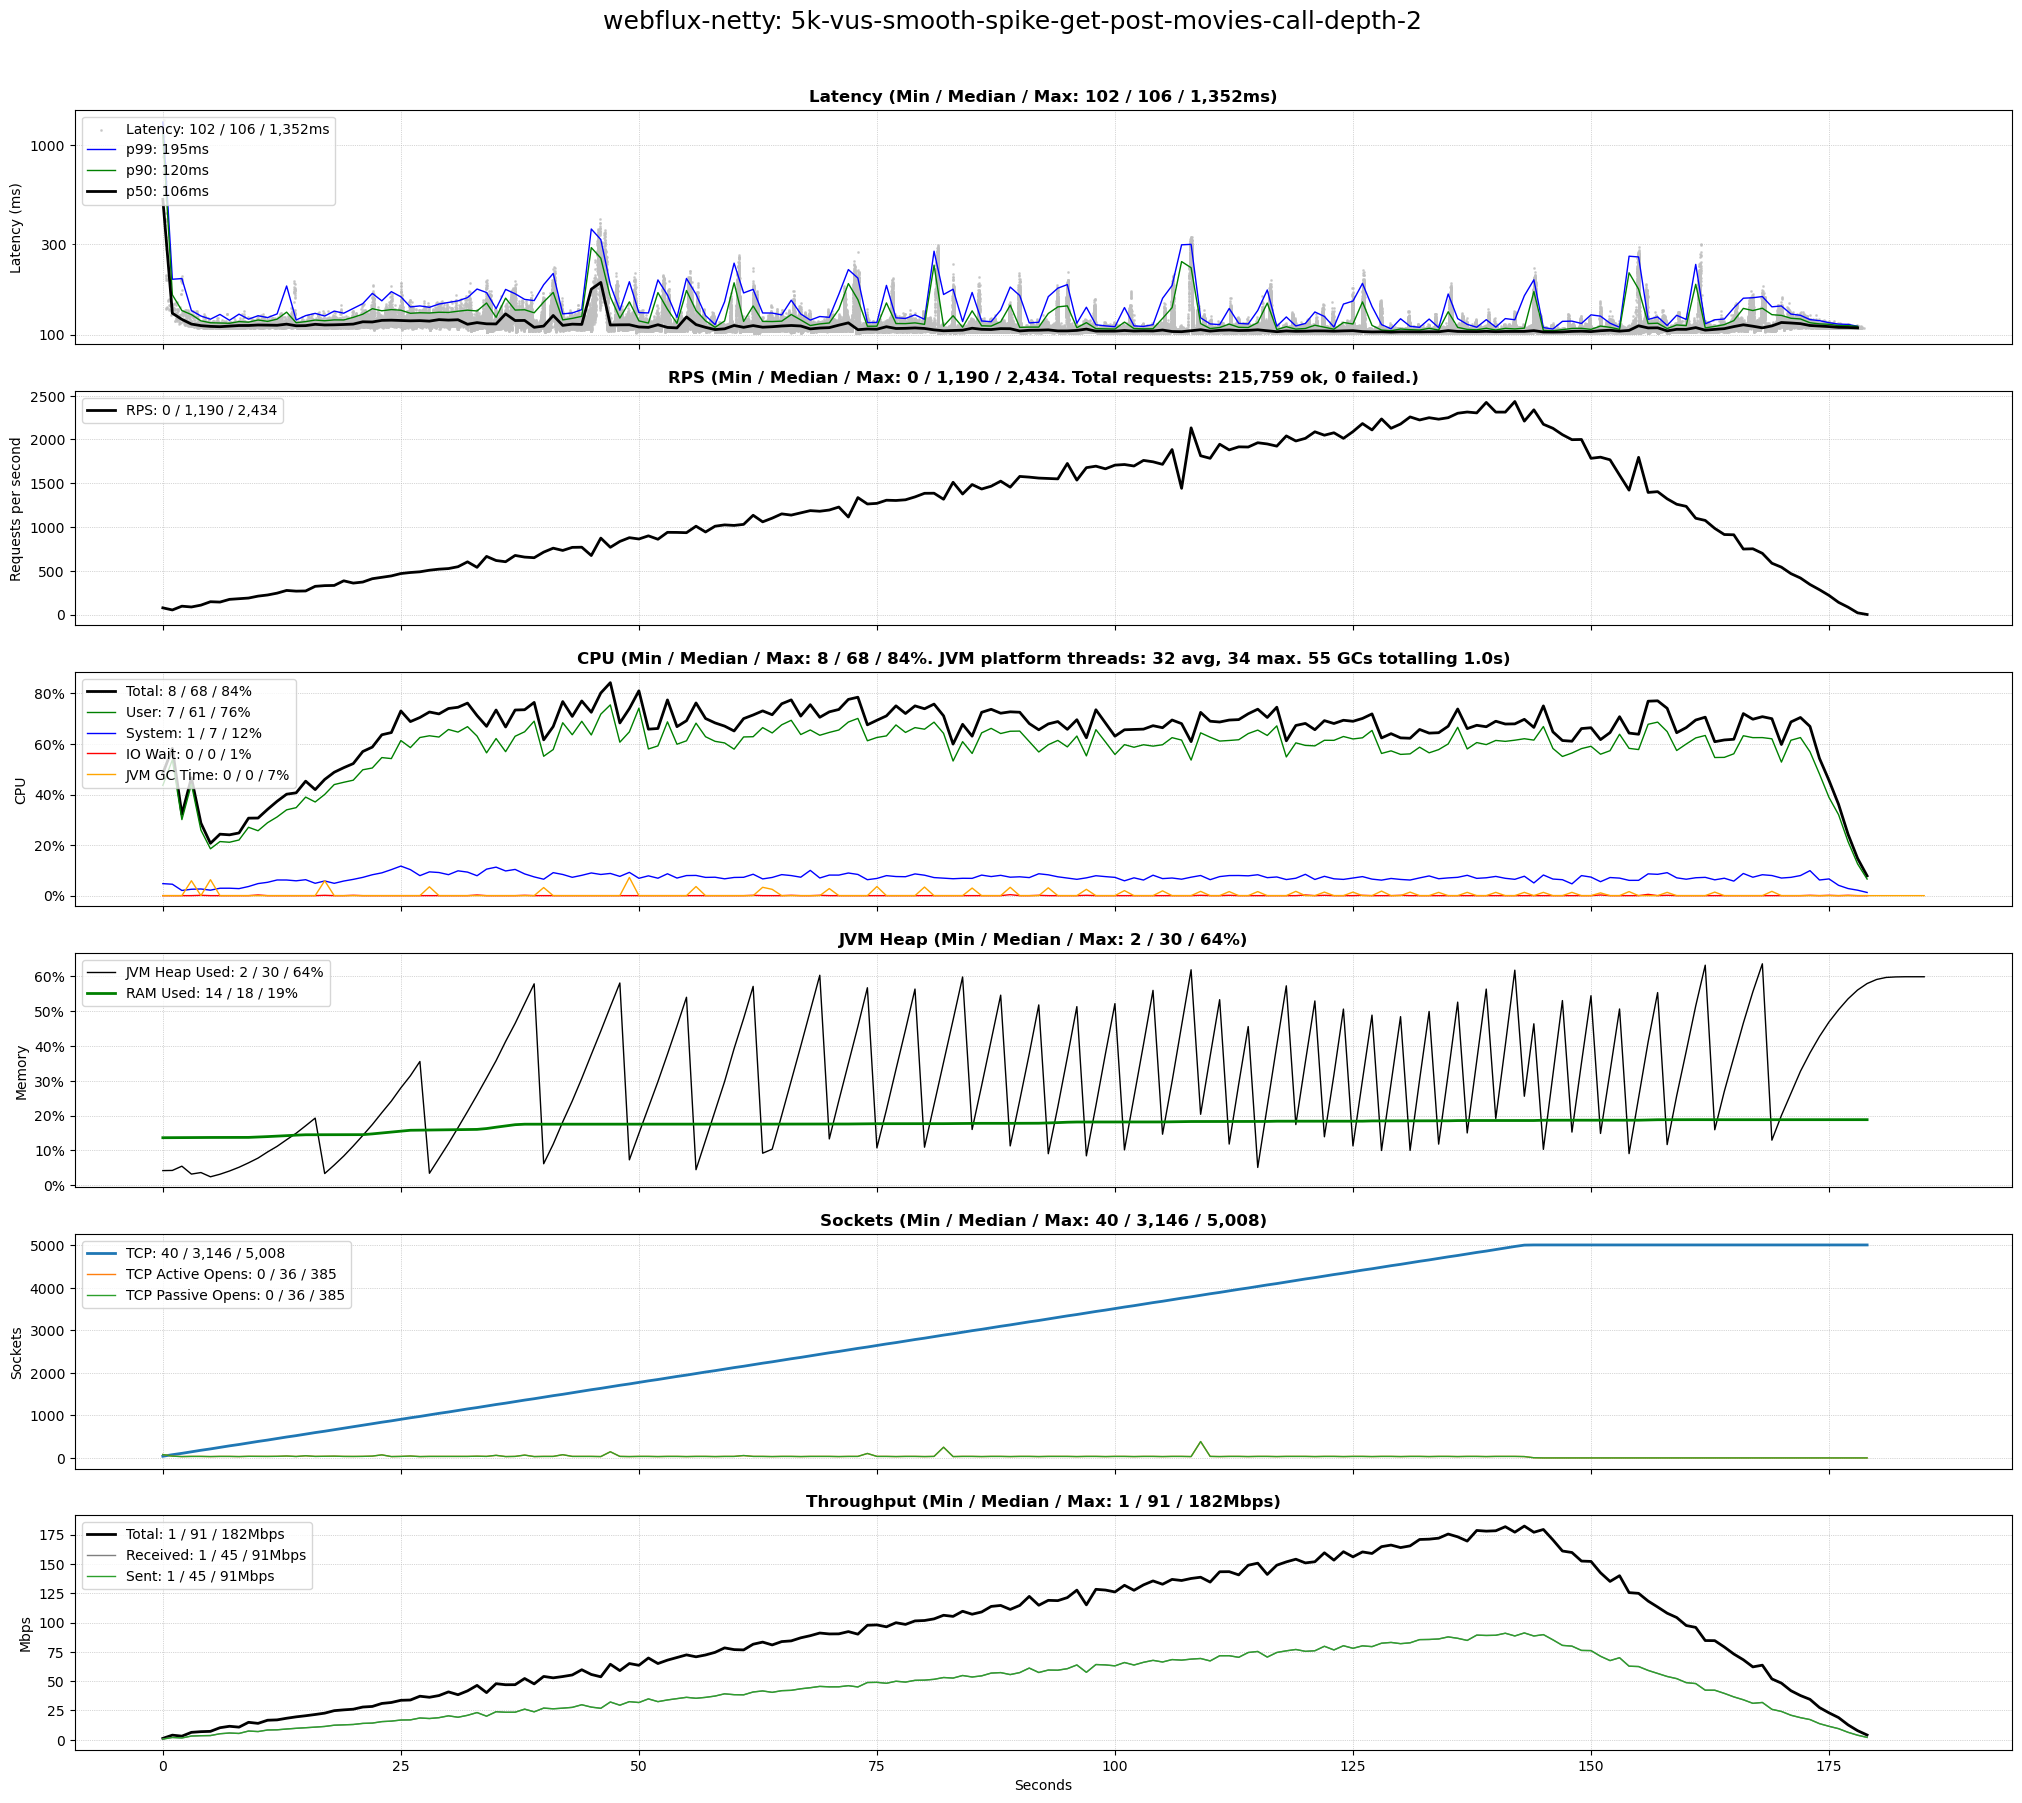 webflux-netty: 5k-vus-smooth-spike-get-post-movies-call-depth-2
Latency (Min / Median / Max: 102 / 106 / 1,352ms)
Latency (ms)
1000
300
100
Latency: 102 / 106 / 1,352ms
p99: 195ms
p90: 120ms
p50: 106ms
RPS (Min / Median / Max: 0 / 1,190 / 2,434. Total requests: 215,759 ok, 0 failed.)
Requests per second
2500
2000
1500
1000
500
0
RPS: 0 / 1,190 / 2,434
CPU (Min / Median / Max: 8 / 68 / 84%. JVM platform threads: 32 avg, 34 max. 55 GCs totalling 1.0s)
CPU
80%
60%
40%
20%
0%
Total: 8 / 68 / 84%
User: 7 / 61 / 76%
System: 1 / 7 / 12%
IO Wait: 0 / 0 / 1%
JVM GC Time: 0 / 0 / 7%
JVM Heap (Min / Median / Max: 2 / 30 / 64%)
Memory
60%
50%
40%
30%
20%
10%
0%
JVM Heap Used: 2 / 30 / 64%
RAM Used: 14 / 18 / 19%
Sockets (Min / Median / Max: 40 / 3,146 / 5,008)
Sockets
5000
4000
3000
2000
1000
0
TCP: 40 / 3,146 / 5,008
TCP Active Opens: 0 / 36 / 385
TCP Passive Opens: 0 / 36 / 385
Throughput (Min / Median / Max: 1 / 91 / 182Mbps)
Mbps
175
150
125
100
75
50
25
0
Total: 1 / 91 / 182Mbps
Received: 1 / 45 / 91Mbps
Sent: 1 / 45 / 91Mbps
0 25 50 75 100 125 150 175
Seconds